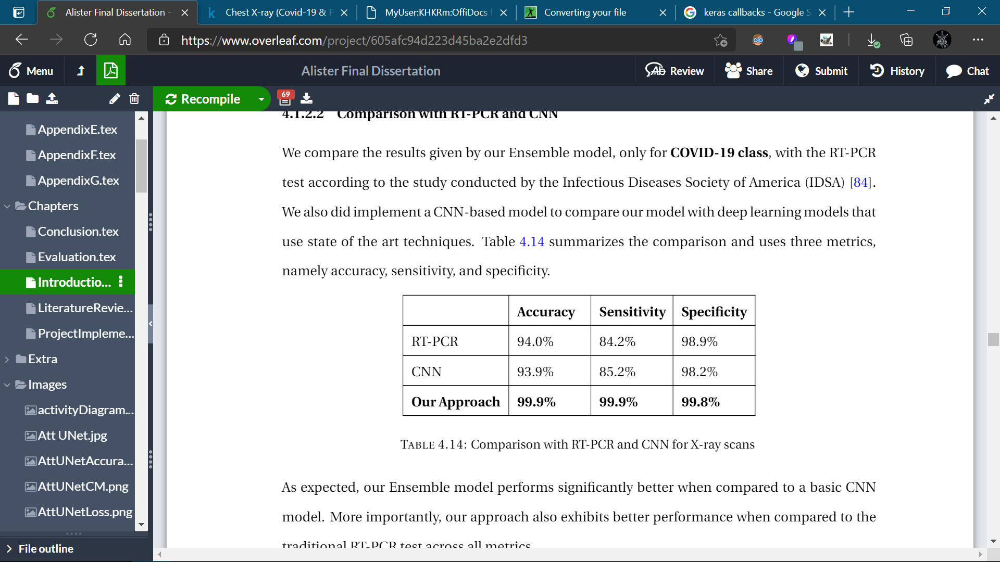 Alister Final Dissertation -
Chest X-ray (Covid-19 & P
MyUser:KHKRm:OffiDocs f
Converting your file
keras callbacks - Google S
https://www.overleaf.com/project/605afc94d223d45ba2e2dfd3
Menu
Alister Final Dissertation
Review
Share
Submit
History
Chat
Recompile
69
AppendixE.tex
AppendixF.tex
AppendixG.tex
Chapters
Conclusion.tex
Evaluation.tex
Introductio...
LiteratureRevie...
ProjectImpleme...
Extra
Images
activityDiagram...
Att UNet.jpg
AttUNetAccura...
AttUNetCM.png
AttUNetLoss.png
File outline
4.1.2.2 Comparison with RT-PCR and CNN
We compare the results given by our Ensemble model, only for COVID-19 class, with the RT-PCR
test according to the study conducted by the Infectious Diseases Society of America (IDSA) [84].
We also did implement a CNN-based model to compare our model with deep learning models that
use state of the art techniques. Table 4.14 summarizes the comparison and uses three metrics,
namely accuracy, sensitivity, and specificity.
Accuracy Sensitivity Specificity
RT-PCR 94.0% 84.2% 98.9%
CNN 93.9% 85.2% 98.2%
Our Approach 99.9% 99.9% 99.8%
TABLE 4.14: Comparison with RT-PCR and CNN for X-ray scans
As expected, our Ensemble model performs significantly better when compared to a basic CNN
model. More importantly, our approach also exhibits better performance when compared to the
traditional RT-PCR test across all metrics.